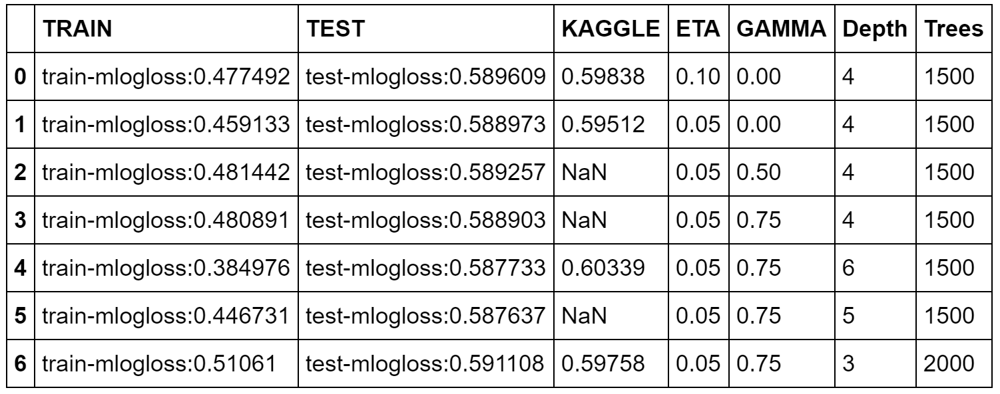 TRAIN TEST KAGGLE ETA GAMMA Depth Trees
0 train-mlogloss:0.477492 test-mlogloss:0.589609 0.59838 0.10 0.00 4 1500
1 train-mlogloss:0.459133 test-mlogloss:0.588973 0.59512 0.05 0.00 4 1500
2 train-mlogloss:0.481442 test-mlogloss:0.589257 NaN 0.05 0.50 4 1500
3 train-mlogloss:0.480891 test-mlogloss:0.588903 NaN 0.05 0.75 4 1500
4 train-mlogloss:0.384976 test-mlogloss:0.587733 0.60339 0.05 0.75 6 1500
5 train-mlogloss:0.446731 test-mlogloss:0.587637 NaN 0.05 0.75 5 1500
6 train-mlogloss:0.51061 test-mlogloss:0.591108 0.59758 0.05 0.75 3 2000